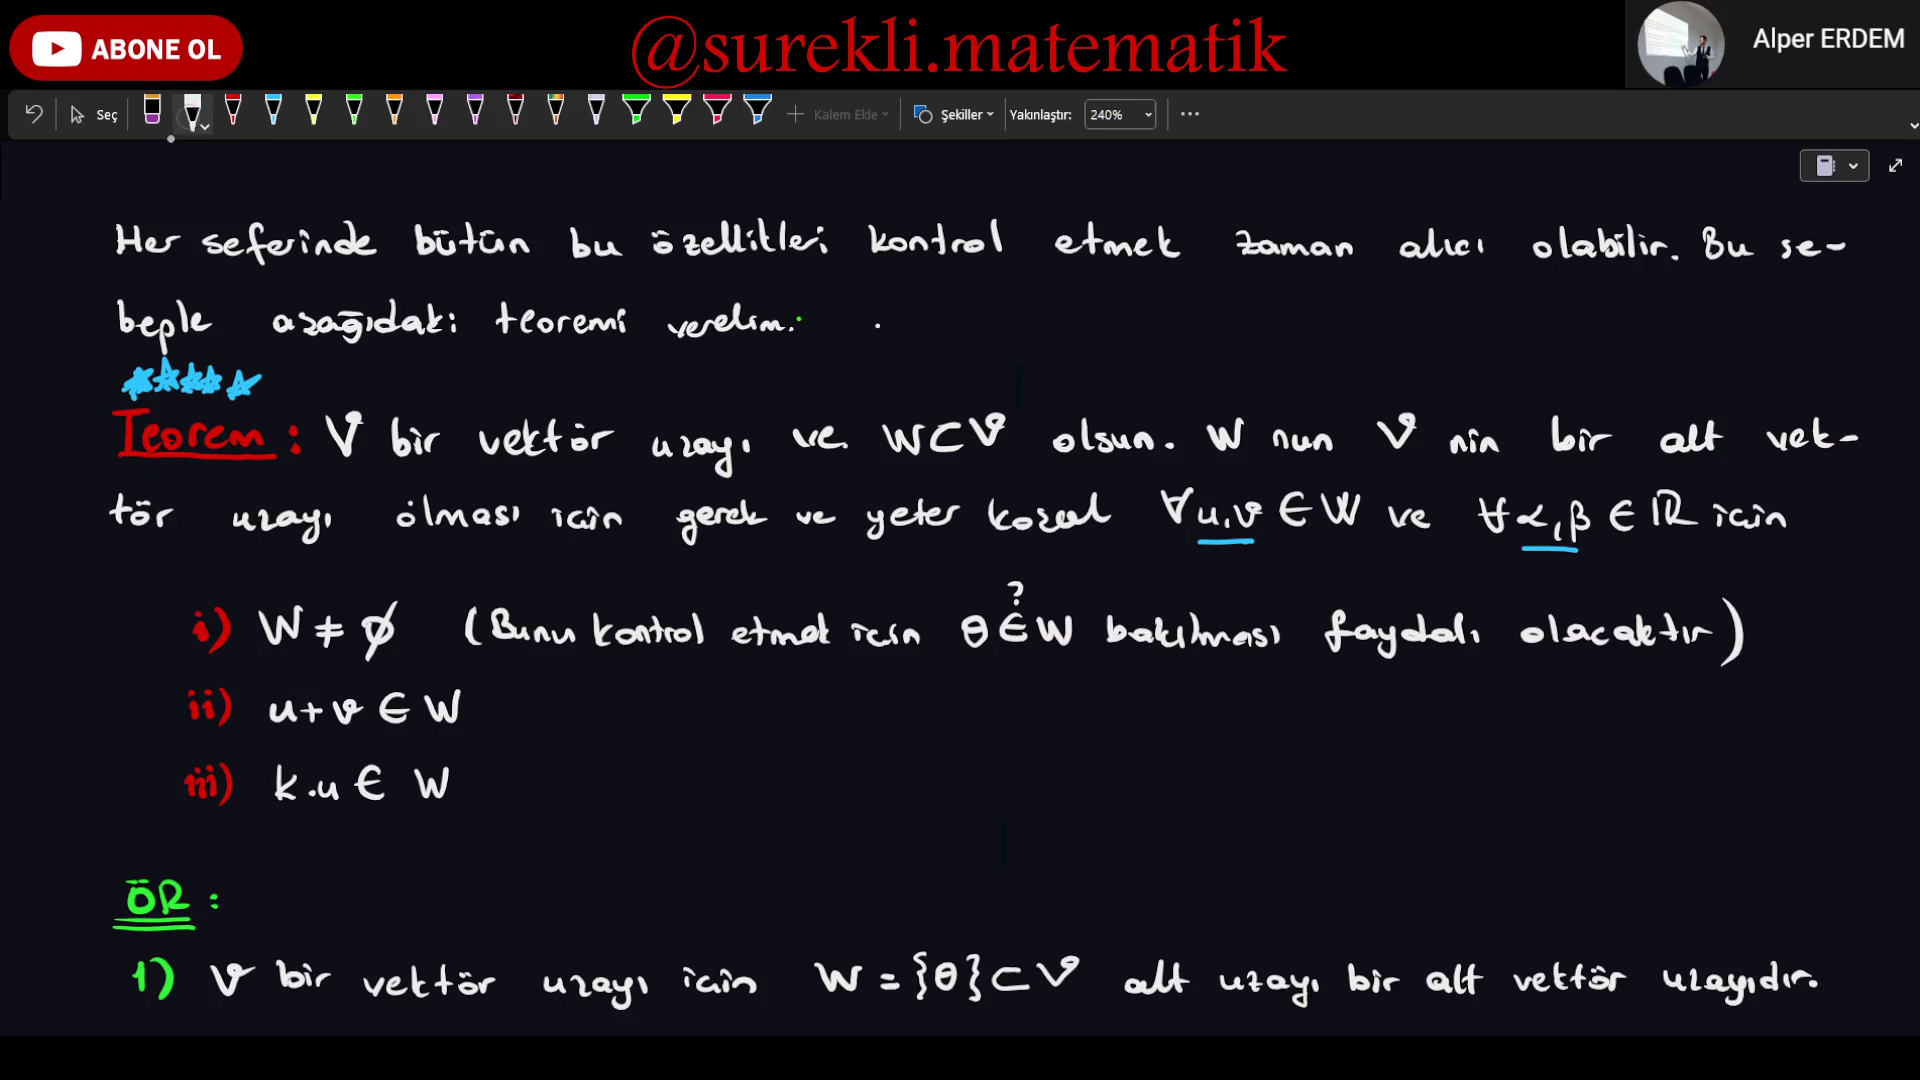 ABONE OL
@surekli.matematik
Alper ERDEM
Seç
Kalem Ekle
Şekiller
Yakınlaştır:
240%
Her seferinde bütün bu özellikleri kontrol etmek zaman alıcı olabilir. Bu se-
beple aşağıdaki teoremi verelim.
Teorem: V bir vektör uzayı ve W⊂V olsun. W nun V nin bir alt vek-
tör uzayı olması için gerek ve yeter koşul ∀u,v ∈ W ve ∀α,β ∈ ℝ için
i) W ≠ ∅ (Bunu kontrol etmek için θ ∈? W bakılması faydalı olacaktır)
ii) u+v ∈ W
iii) k.u ∈ W
ÖR:
1) V bir vektör uzayı için W = {θ} ⊂ V alt uzayı bir alt vektör uzayıdır.